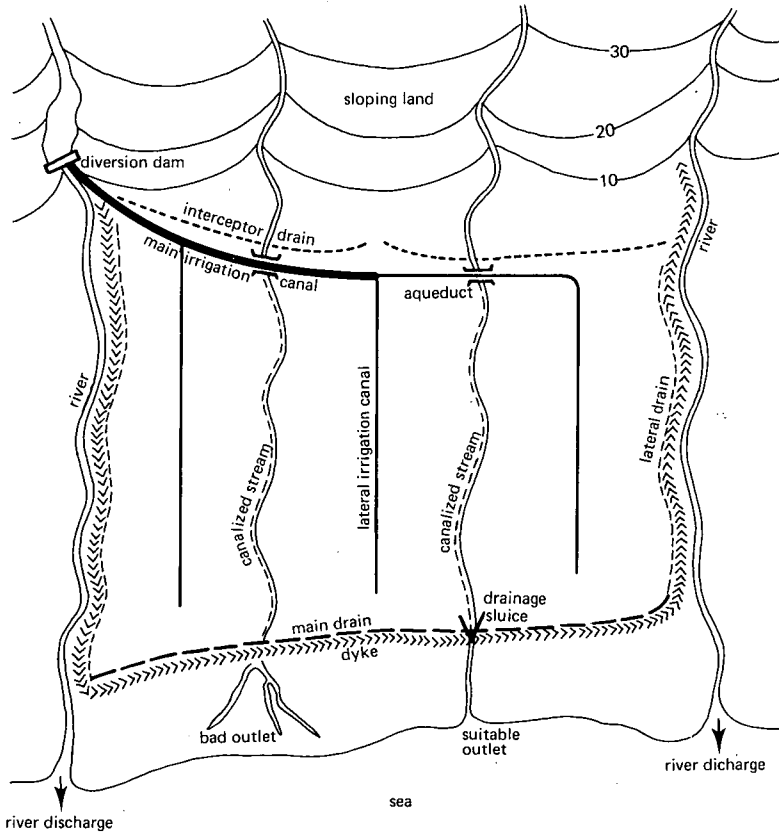 30
sloping land
20
10
diversion dam
interceptor drain
main irrigation canal
river
aqueduct
river
lateral drain
lateral irrigation canal
canalized stream
canalized stream
drainage
sluice
main drain
dyke
bad outlet
suitable
outlet
river dicharge
sea
river discharge